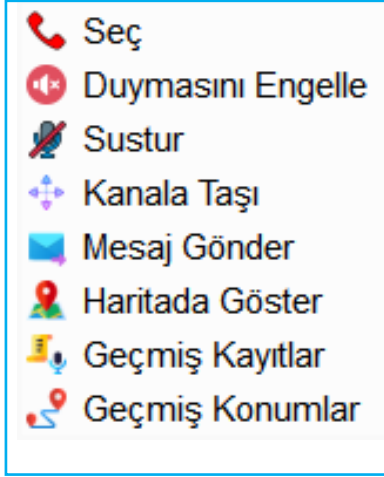 Seç
Duymasını Engelle
Sustur
Kanala Taşı
Mesaj Gönder
Haritada Göster
Geçmiş Kayıtlar
Geçmiş Konumlar